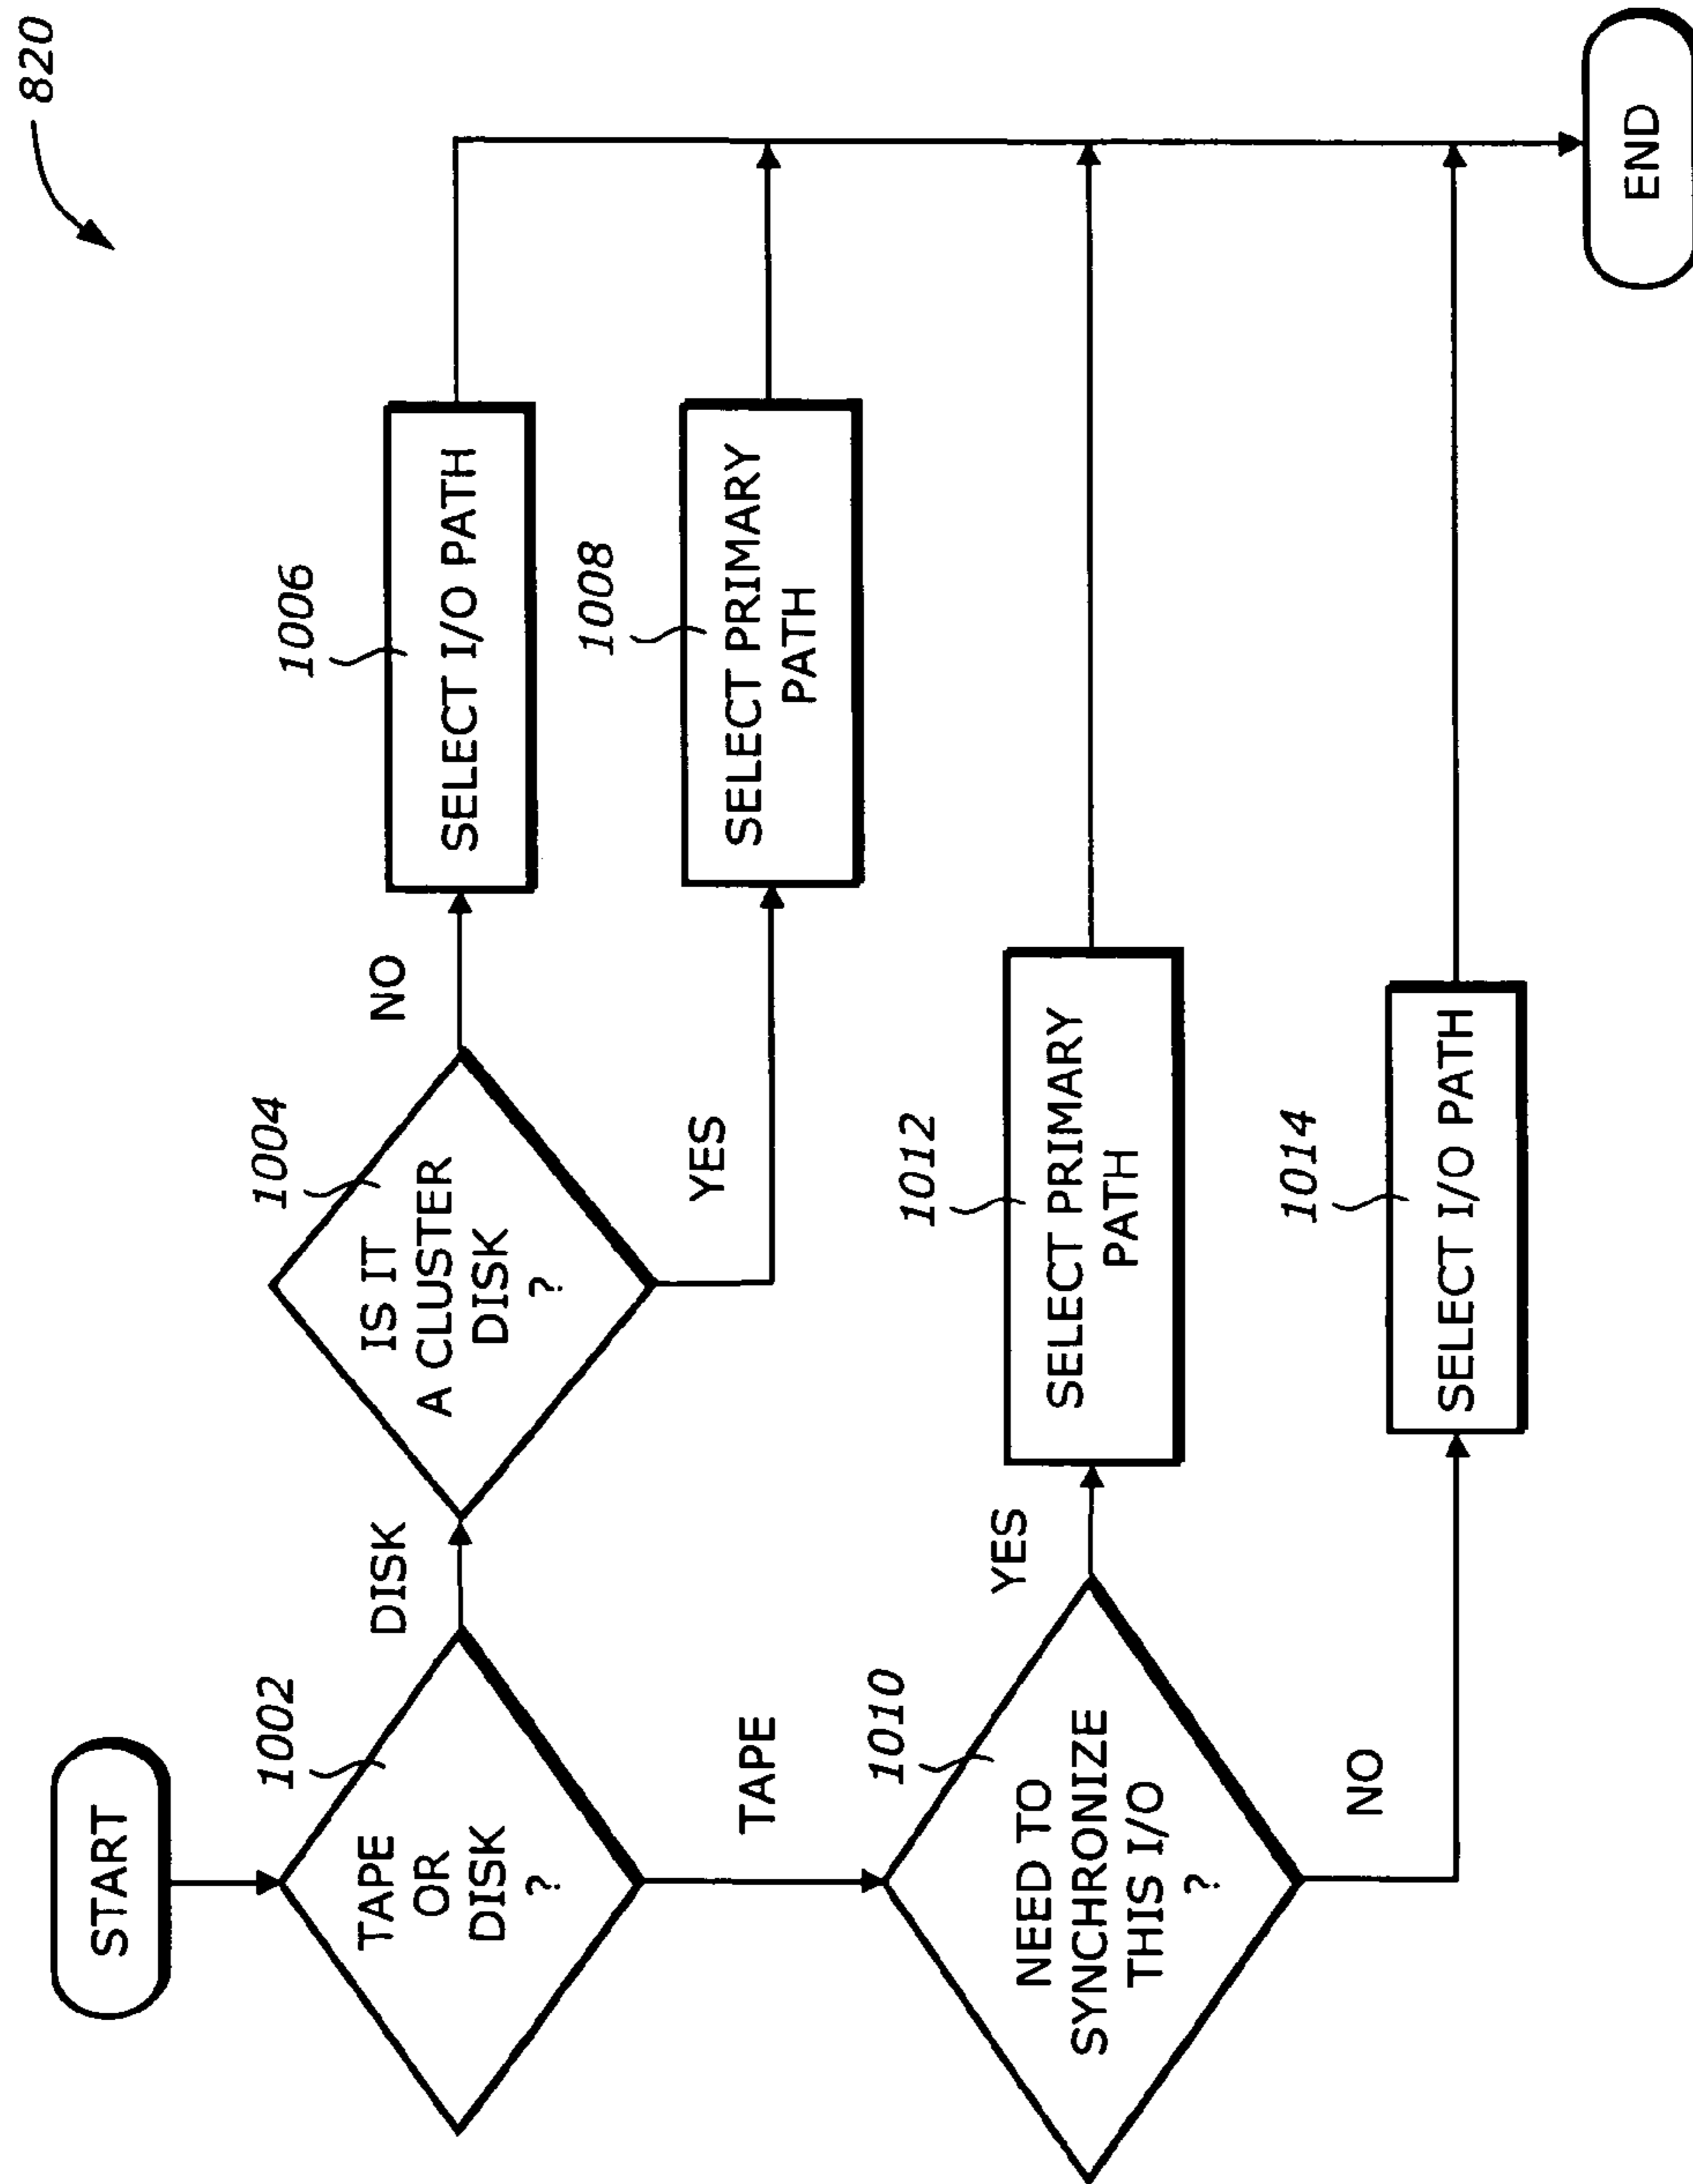 820
START
1002
TAPE
OR
DISK
?
DISK
1004
IS IT
A CLUSTER
DISK
?
NO
1006
SELECT I/O PATH
YES
1008
SELECT PRIMARY
PATH
TAPE
1010
NEED TO
SYNCHRONIZE
THIS I/O
?
YES
1012
SELECT PRIMARY
PATH
NO
1014
SELECT I/O PATH
END